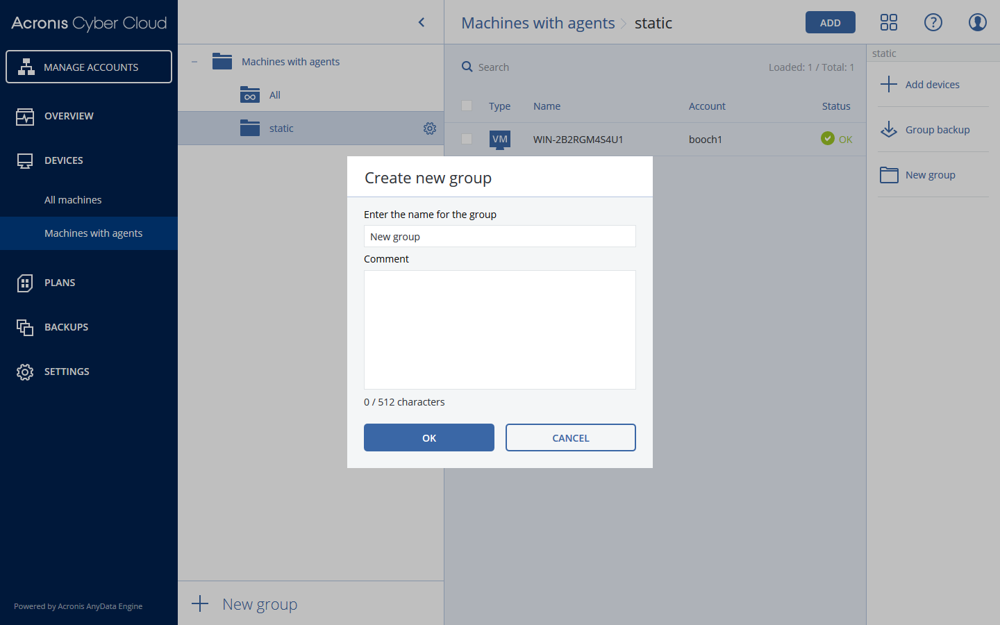 Acronis Cyber Cloud
MANAGE ACCOUNTS
OVERVIEW
DEVICES
All machines
Machines with agents
PLANS
BACKUPS
SETTINGS
Powered by Acronis AnyData Engine
Machines with agents
All
static
New group
Machines with agents > static
ADD
Search
Loaded: 1 / Total: 1
Type Name Account Status
VM WIN-2B2RGM4S4U1 booch1 OK
static
Add devices
Group backup
New group
Create new group
Enter the name for the group
New group
Comment
0 / 512 characters
OK CANCEL